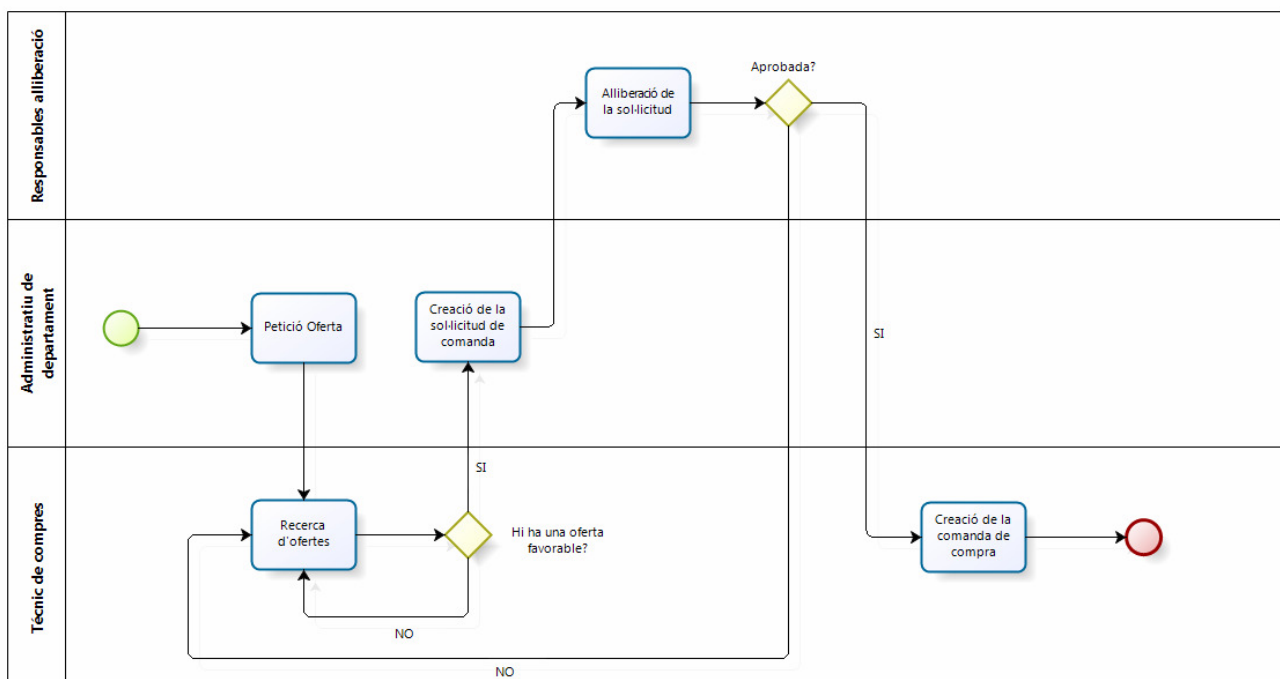 Responsables alliberació
Aprobada?
Alliberació de
la sol·licitud
SI
Administratiu de
departament
Petició Oferta
Creació de la
sol·licitud de
comanda
SI
Técnic de compres
Recerca
d'ofertes
Hi ha una oferta
favorable?
Creació de la
comanda de
compra
NO
NO